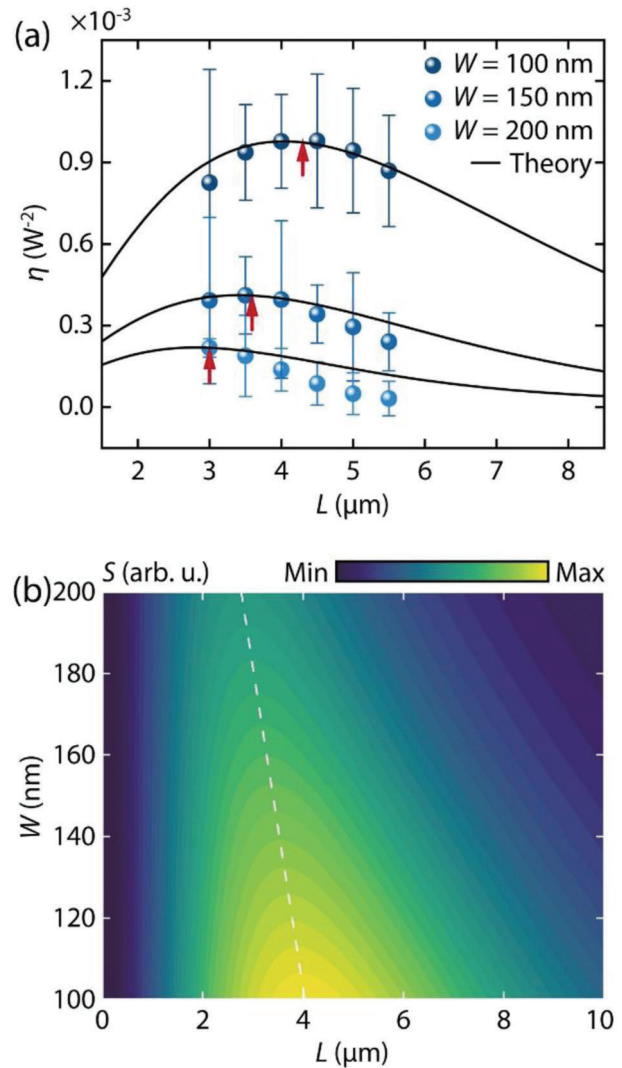 (a)
×10⁻³
W = 100 nm
W = 150 nm
W = 200 nm
Theory
1.2
0.9
0.6
0.3
0.0
η (W⁻²)
2 3 4 5 6 7 8
L (μm)
(b)
S (arb. u.) Min Max
200
180
160
140
120
100
W (nm)
0 2 4 6 8 10
L (μm)